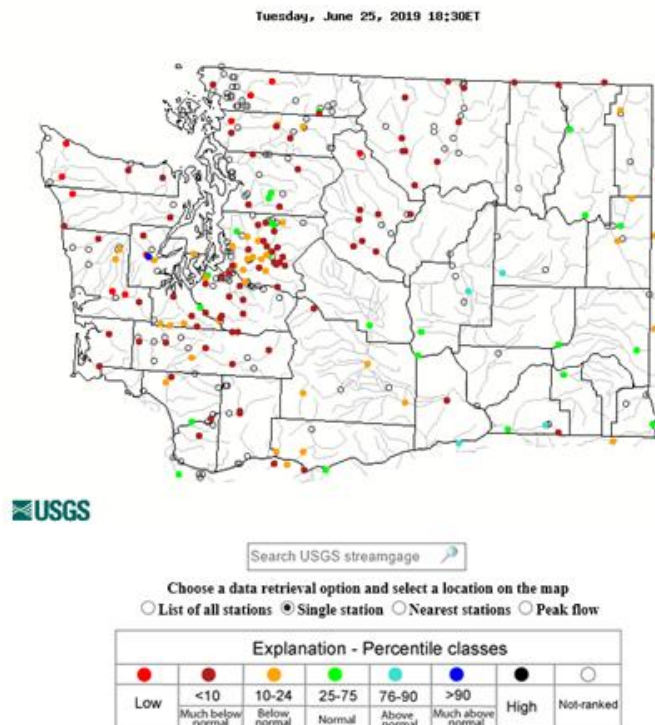 Tuesday, June 25, 2019 18:30ET
USGS
Search USGS streamgage
Choose a data retrieval option and select a location on the map
List of all stations Single station Nearest stations Peak flow
Explanation - Percentile classes
Low <10 10-24 25-75 76-90 >90 High Not-ranked
Much below normal Below normal Normal Above normal Much above normal